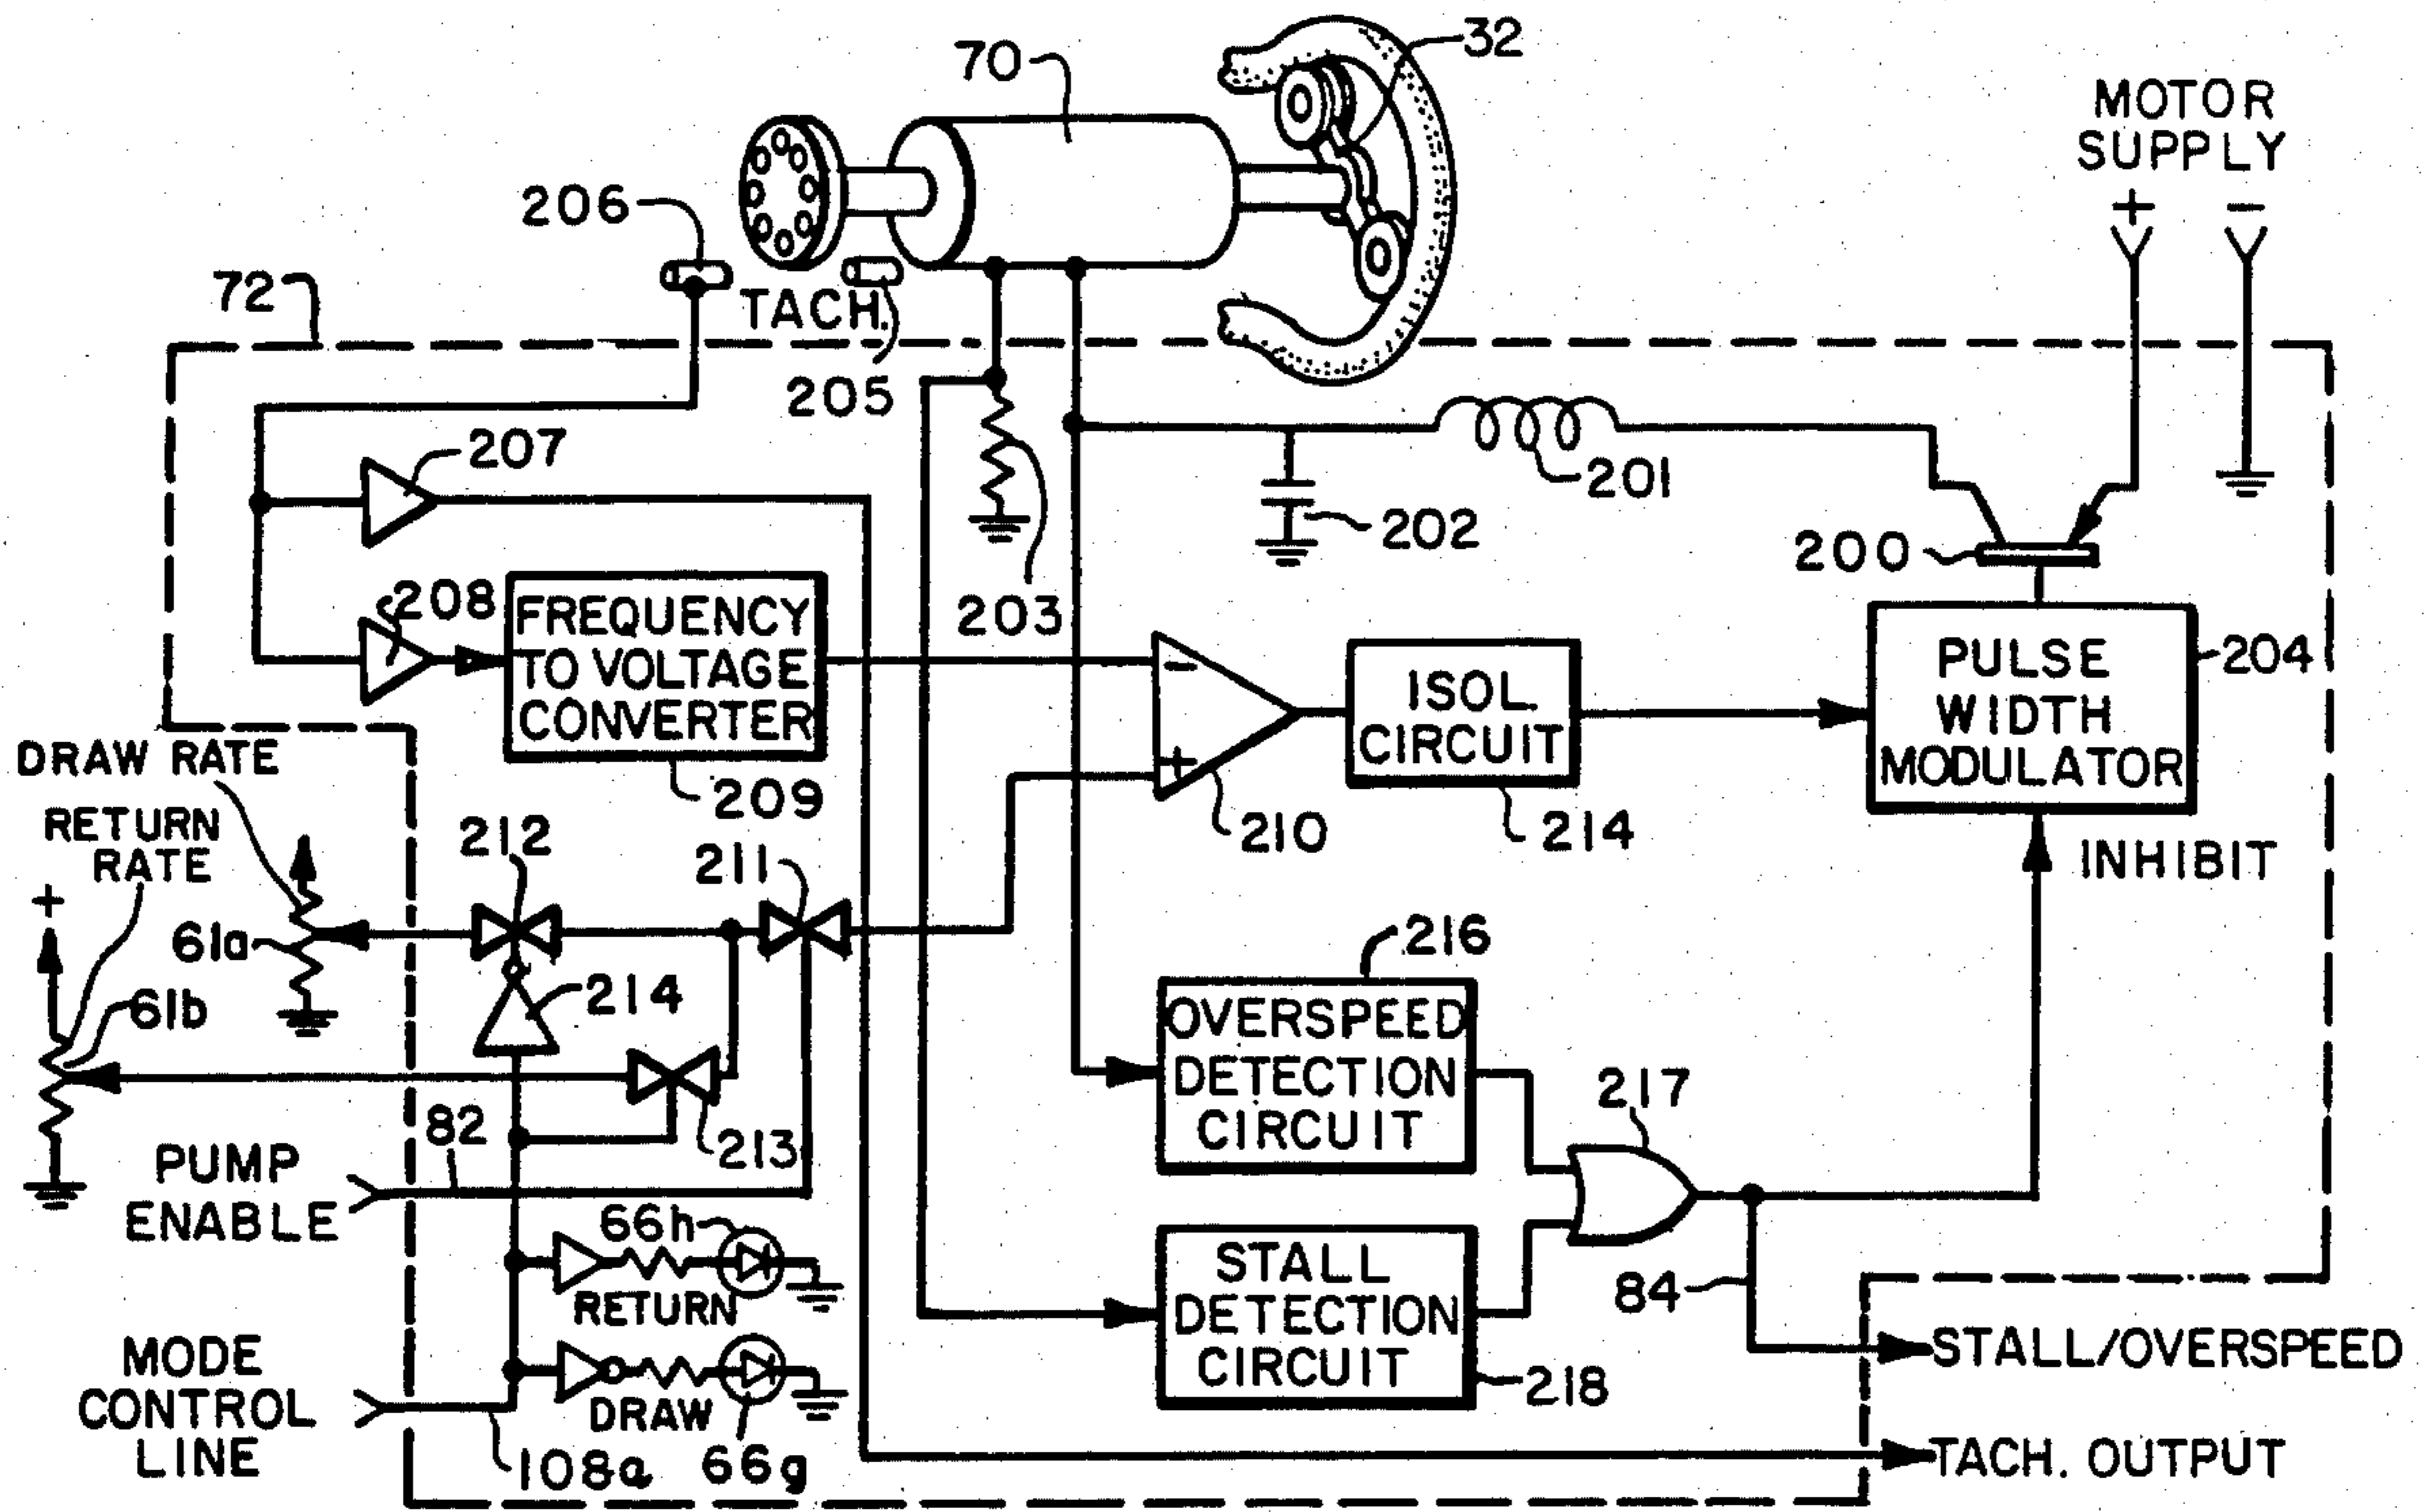 32
70
MOTOR
SUPPLY
+ −
206
72
TACH.
205
207
201
202
200
208
203
FREQUENCY
TO VOLTAGE
CONVERTER
209
−
+
210
ISOL.
CIRCUIT
214
PULSE
WIDTH
MODULATOR
204
INHIBIT
DRAW RATE
RETURN
RATE
+
212
211
61a
61b
214
213
82
PUMP
ENABLE
216
OVERSPEED
DETECTION
CIRCUIT
217
66h
RETURN
STALL
DETECTION
CIRCUIT
218
84
STALL/OVERSPEED
MODE
CONTROL
LINE
DRAW
108a
66g
TACH. OUTPUT